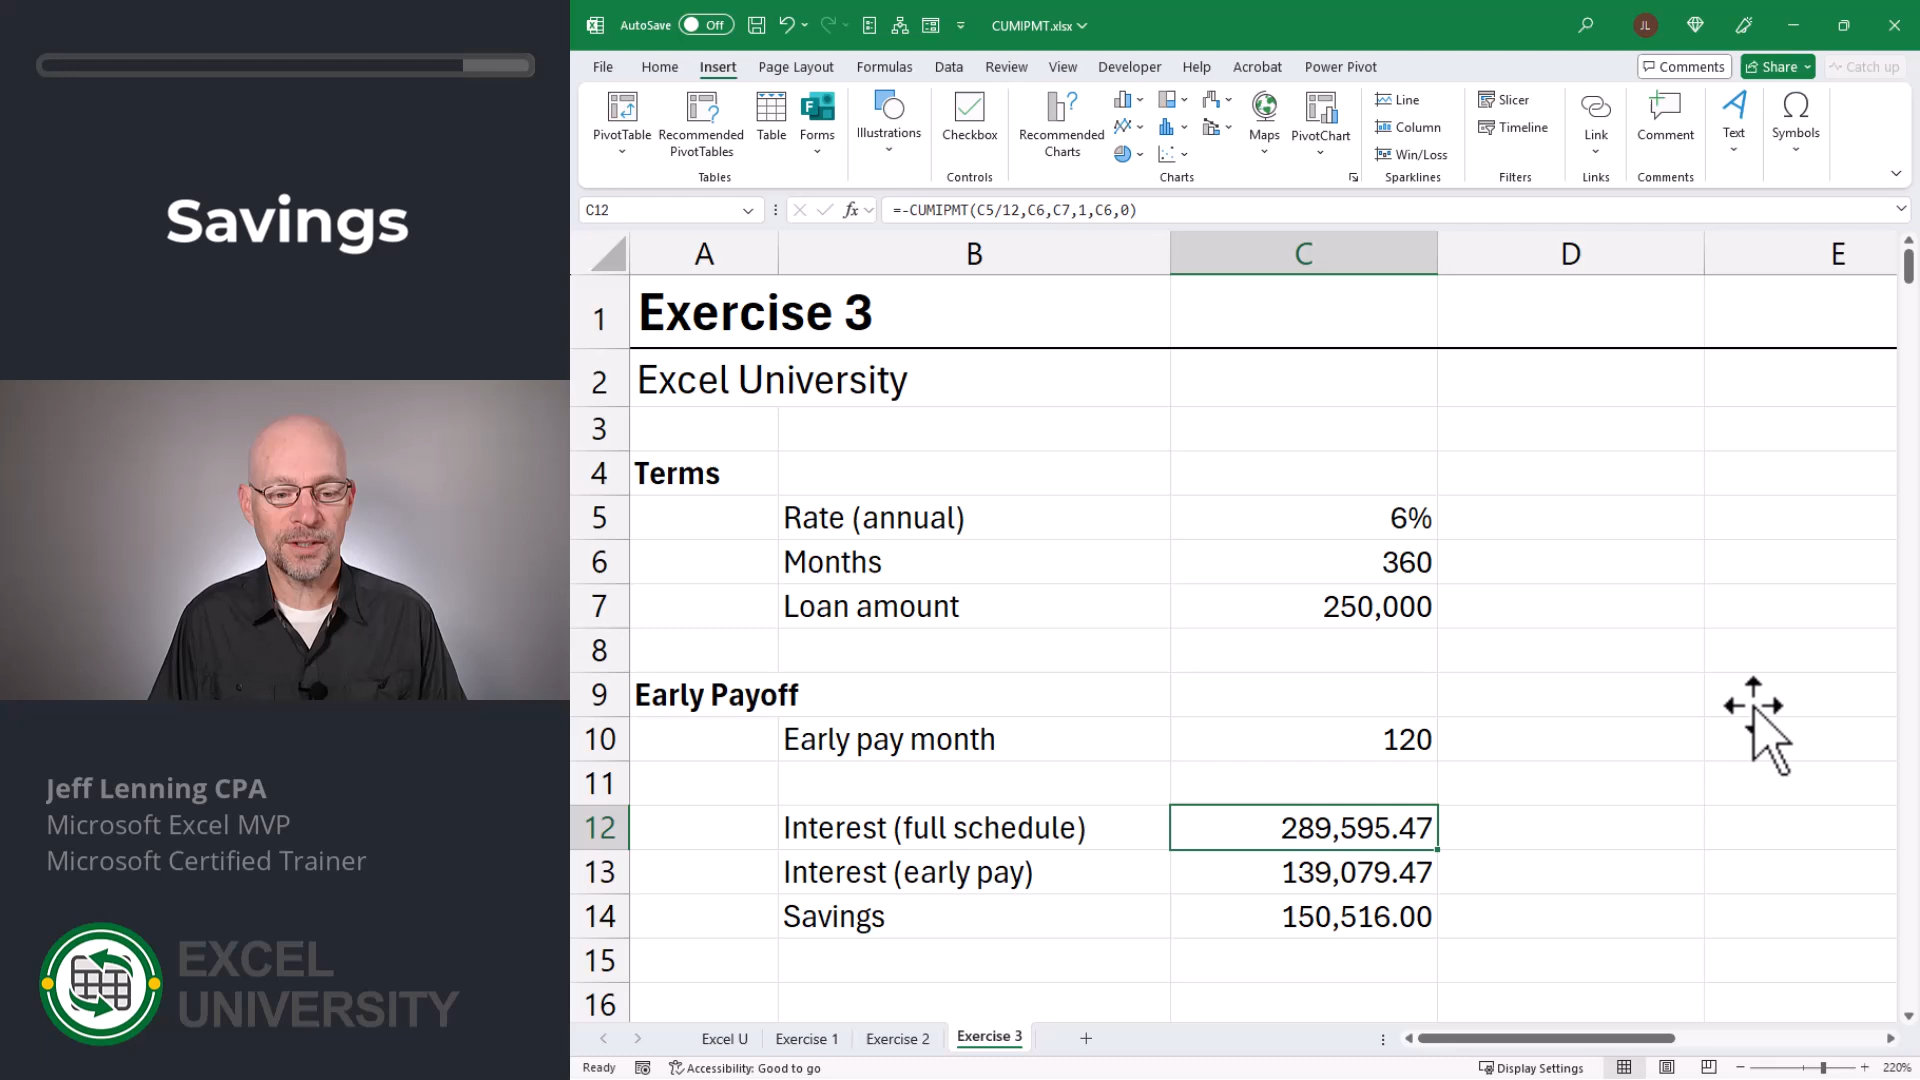 Savings
Jeff Lenning CPA
Microsoft Excel MVP
Microsoft Certified Trainer
EXCEL
UNIVERSITY
AutoSave Off
CUMIPMT.xlsx
JL
File Home Insert Page Layout Formulas Data Review View Developer Help Acrobat Power Pivot
Comments Share Catch up
PivotTable
Recommended
PivotTables
Table
Forms
Tables
Illustrations
Checkbox
Controls
Recommended
Charts
Maps
PivotChart
Charts
Line
Column
Win/Loss
Sparklines
Slicer
Timeline
Filters
Link
Links
Comment
Comments
Text
Symbols
C12 fx =-CUMIPMT(C5/12,C6,C7,1,C6,0)
A B C D E
1 Exercise 3
2 Excel University
3
4 Terms
5 Rate (annual) 6%
6 Months 360
7 Loan amount 250,000
8
9 Early Payoff
10 Early pay month 120
11
12 Interest (full schedule) 289,595.47
13 Interest (early pay) 139,079.47
14 Savings 150,516.00
15
16
Excel U Exercise 1 Exercise 2 Exercise 3
Ready Accessibility: Good to go Display Settings 220%